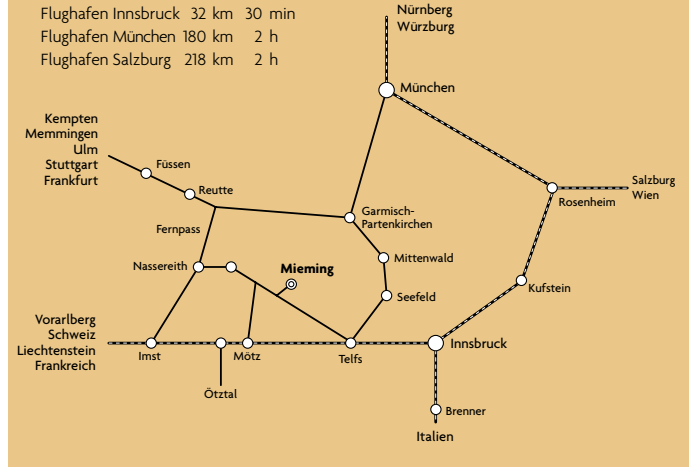 Flughafen Innsbruck 32 km 30 min
Flughafen München 180 km 2 h
Flughafen Salzburg 218 km 2 h
Nürnberg
Würzburg
München
Kempten
Memmingen
Ulm
Stuttgart
Frankfurt
Füssen
Reutte
Fernpass
Garmisch-
Partenkirchen
Salzburg
Wien
Rosenheim
Nassereith
Mieming
Mittenwald
Seefeld
Kufstein
Vorarlberg
Schweiz
Liechtenstein
Frankreich
Imst
Mötz
Telfs
Innsbruck
Ötztal
Brenner
Italien